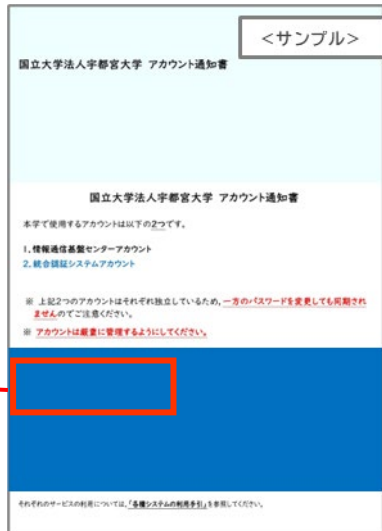 <サンプル>
国立大学法人宇都宮大学 アカウント通知書
国立大学法人宇都宮大学 アカウント通知書
本学で使用するアカウントは以下の2つです。
1.情報通信基盤センターアカウント
2.統合認証システムアカウント
※ 上記2つのアカウントはそれぞれ独立しているため,一方のパスワードを変更しても同期され
ませんのでご注意ください。
※ アカウントは厳重に管理するようにしてください。
それぞれのサービスの利用については,「各種システムの利用手引」を参照してください。